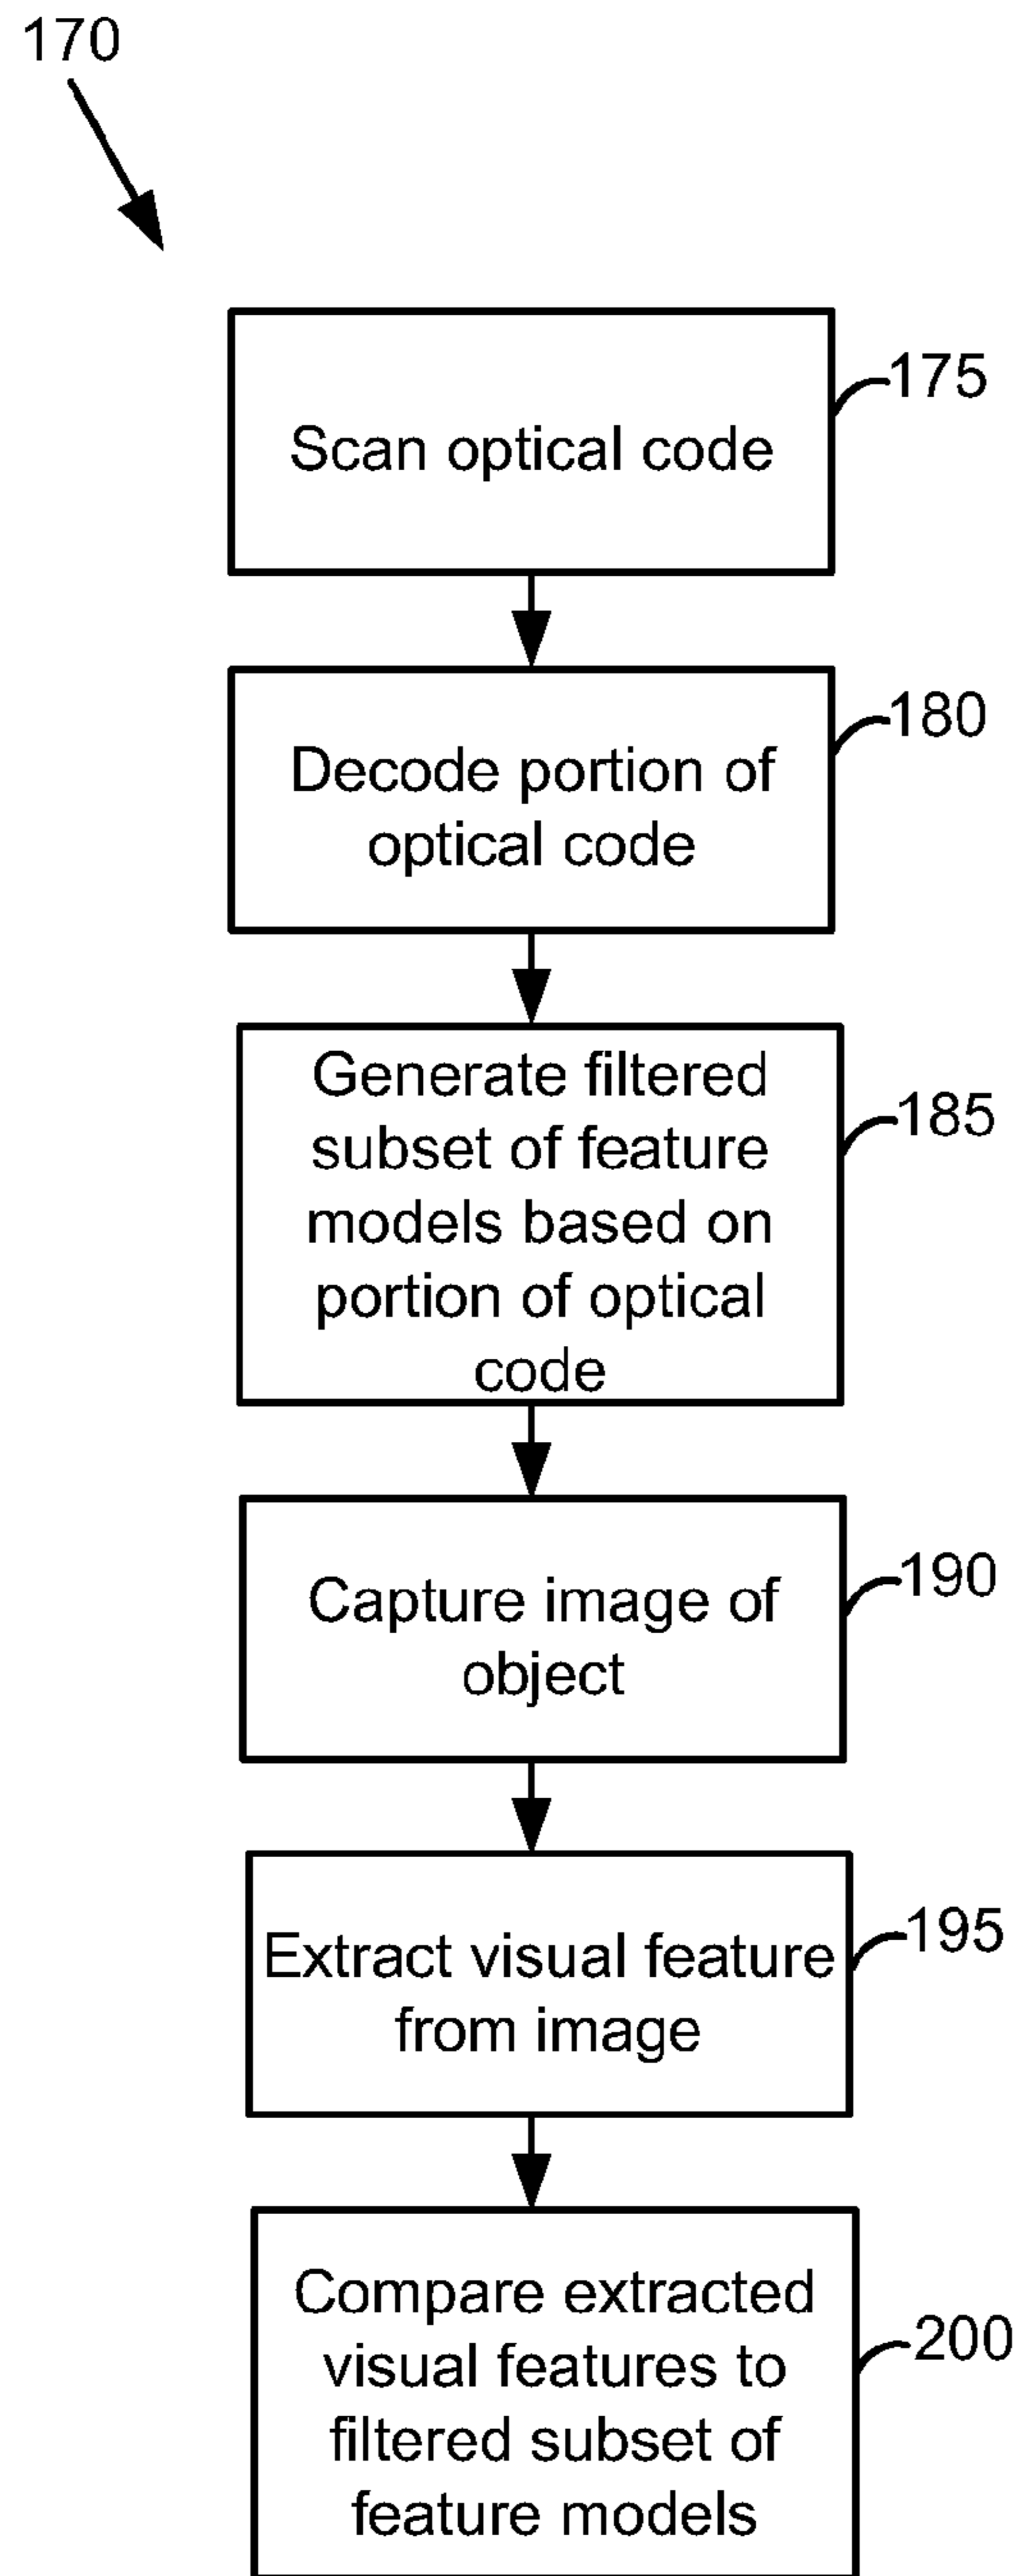 170
Scan optical code
175
Decode portion of
optical code
180
Generate filtered
subset of feature
models based on
portion of optical
code
185
Capture image of
object
190
Extract visual feature
from image
195
Compare extracted
visual features to
filtered subset of
feature models
200